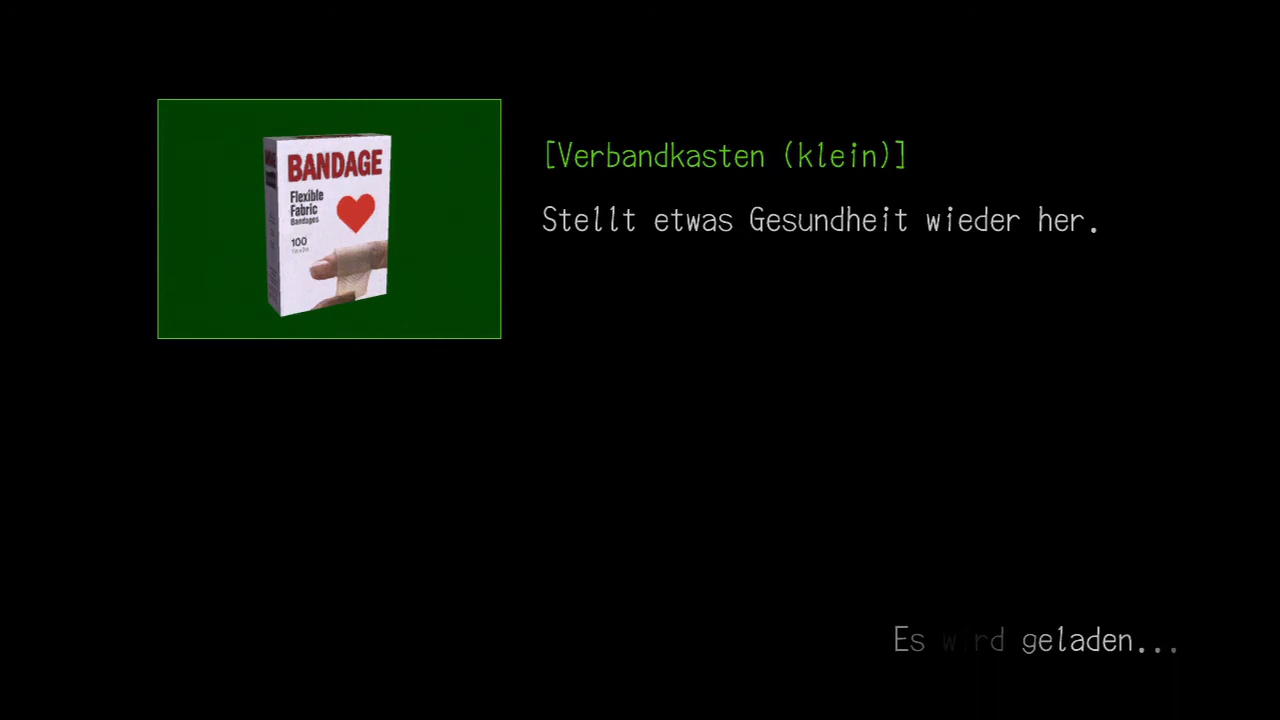 BANDAGE
Flexible
Fabric
Bandages
100
[Verbandkasten (klein)]
Stellt etwas Gesundheit wieder her.
Es wird geladen...